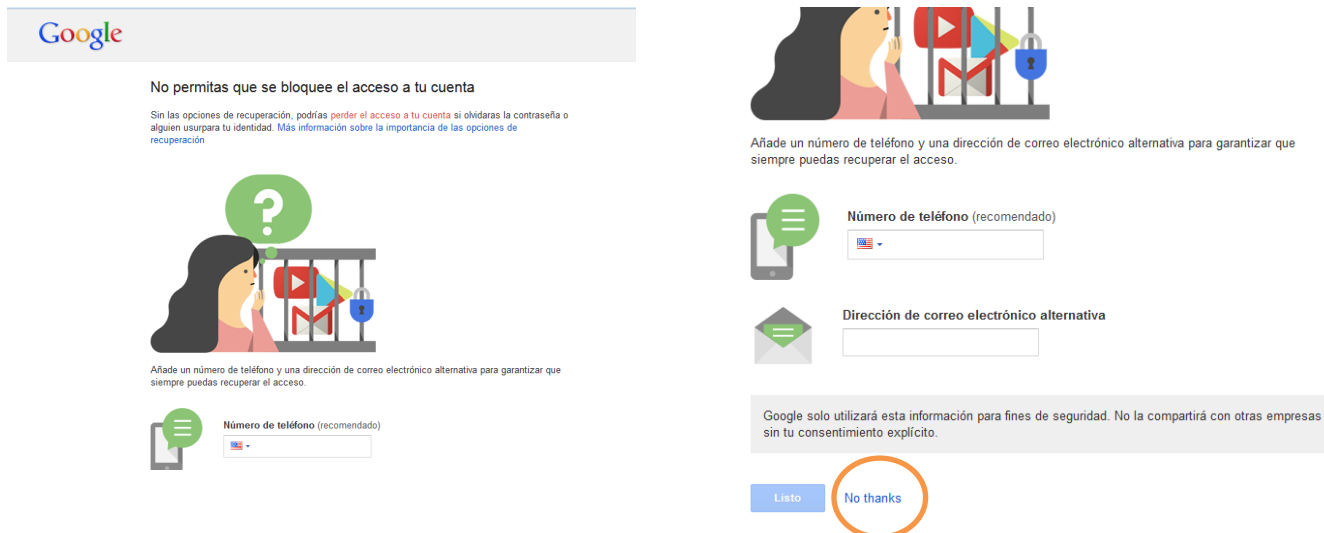 Google
No permitas que se bloquee el acceso a tu cuenta
Sin las opciones de recuperación, podrías perder el acceso a tu cuenta si olvidaras la contraseña o
alguien usurpara tu identidad. Más información sobre la importancia de las opciones de
recuperación
?
Añade un número de teléfono y una dirección de correo electrónico alternativa para garantizar que
siempre puedas recuperar el acceso.
Número de teléfono (recomendado)
Añade un número de teléfono y una dirección de correo electrónico alternativa para garantizar que
siempre puedas recuperar el acceso.
Número de teléfono (recomendado)
Dirección de correo electrónico alternativa
Google solo utilizará esta información para fines de seguridad. No la compartirá con otras empresas
sin tu consentimiento explícito.
Listo
No thanks